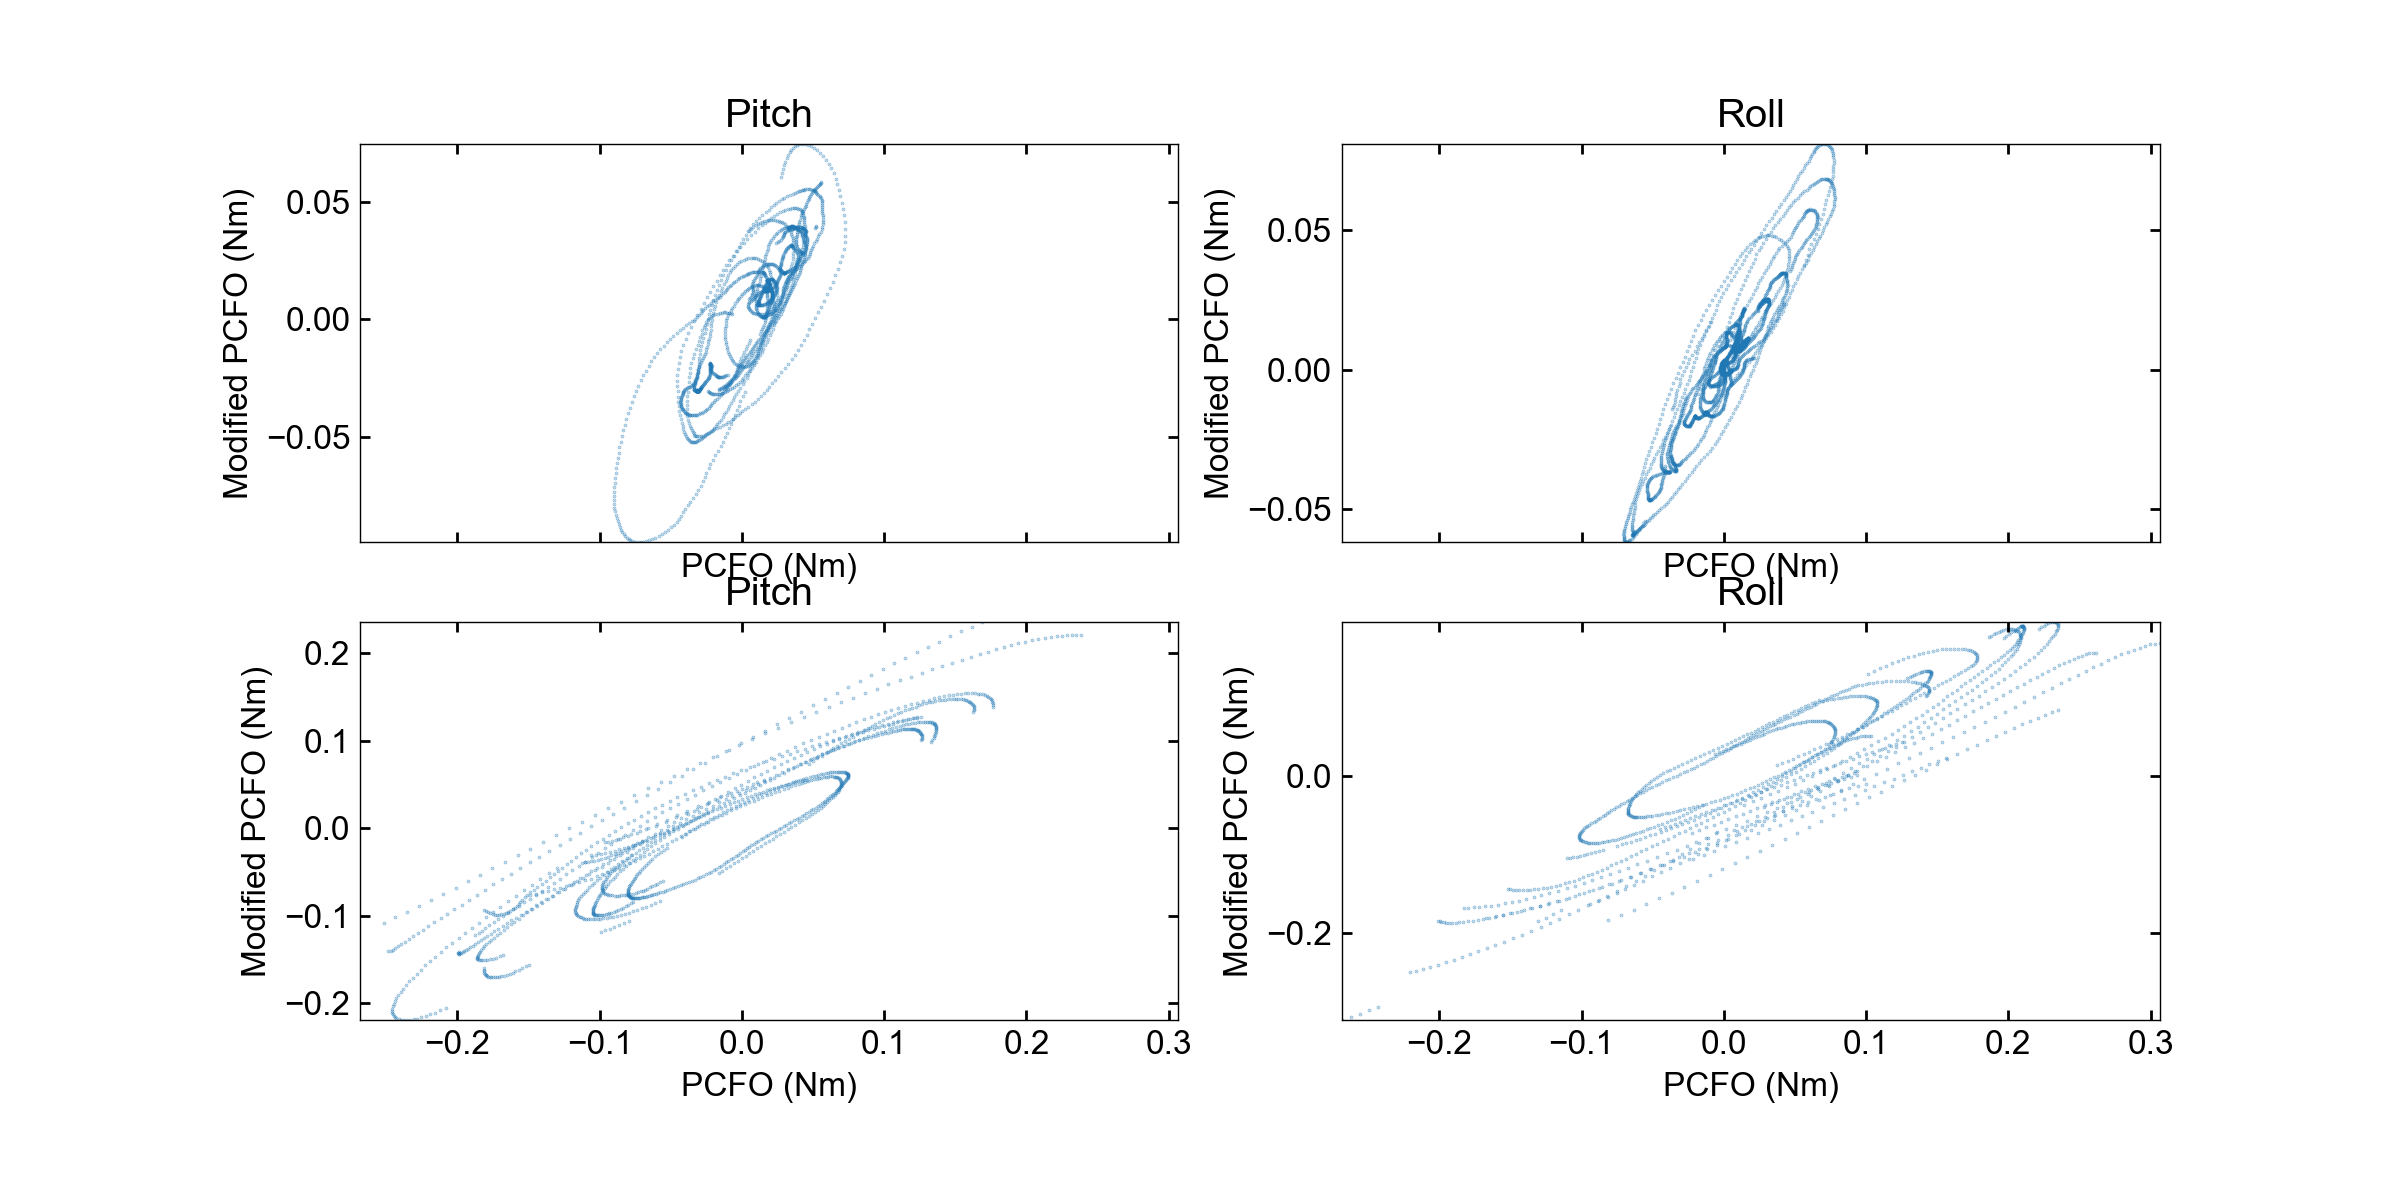 Pitch
Roll
Modified PCFO (Nm)
0.05
0.00
−0.05
PCFO (Nm)
Modified PCFO (Nm)
0.05
0.00
−0.05
PCFO (Nm)
Pitch
Roll
Modified PCFO (Nm)
0.2
0.1
0.0
−0.1
−0.2
−0.2 −0.1 0.0 0.1 0.2 0.3
PCFO (Nm)
Modified PCFO (Nm)
0.0
−0.2
−0.2 −0.1 0.0 0.1 0.2 0.3
PCFO (Nm)